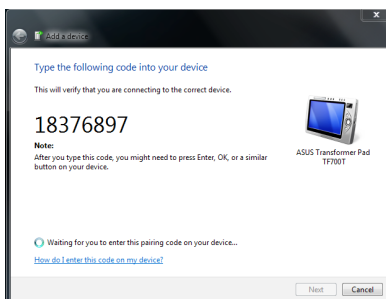 x
Add a device
Type the following code into your device
This will verify that you are connecting to the correct device.
18376897
Note:
After you type this code, you might need to press Enter, OK, or a similar
button on your device.
ASUS Transformer Pad
TF700T
Waiting for you to enter this pairing code on your device...
How do I enter this code on my device?
Next
Cancel